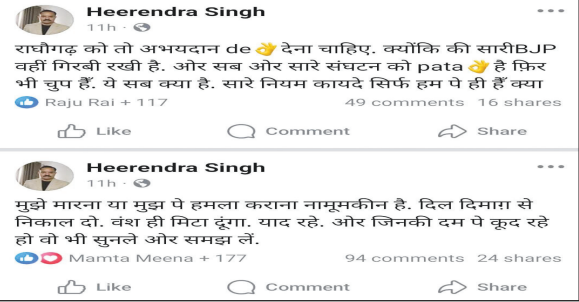 Heerendra Singh
11h ·
राघौगढ़ को तो अभयदान de 👌 देना चाहिए. क्योंकि की सारीBJP
वहीं गिरबी रखी है. ओर सब ओर सारे संघटन को pata 👌 है फ़िर
भी चुप हैँ. ये सब क्या है. सारे नियम कायदे सिर्फ हम पे ही हैँ क्या
Raju Rai + 117 49 comments 16 shares
Like Comment Share
Heerendra Singh
11h ·
मुझे मारना या मुझ पे हमला कराना नामूमकीन है. दिल दिमाग़ से
निकाल दो. वंश ही मिटा दूंगा. याद रहे. ओर जिनकी दम पे कूद रहे
हो वो भी सुनले ओर समझ लें.
Mamta Meena + 177 94 comments 24 shares
Like Comment Share